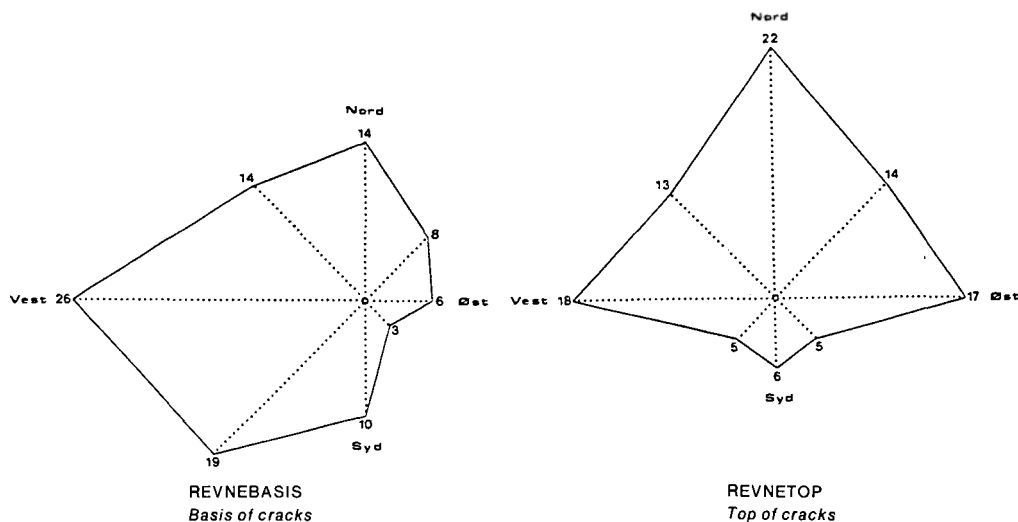 Nord
14
14
8
Vest 26
6 Øst
3
10
Syd
19
REVNEBASIS
Basis of cracks
Nord
22
13
14
Vest 18
17 Øst
5
5
6
Syd
REVNETOP
Top of cracks